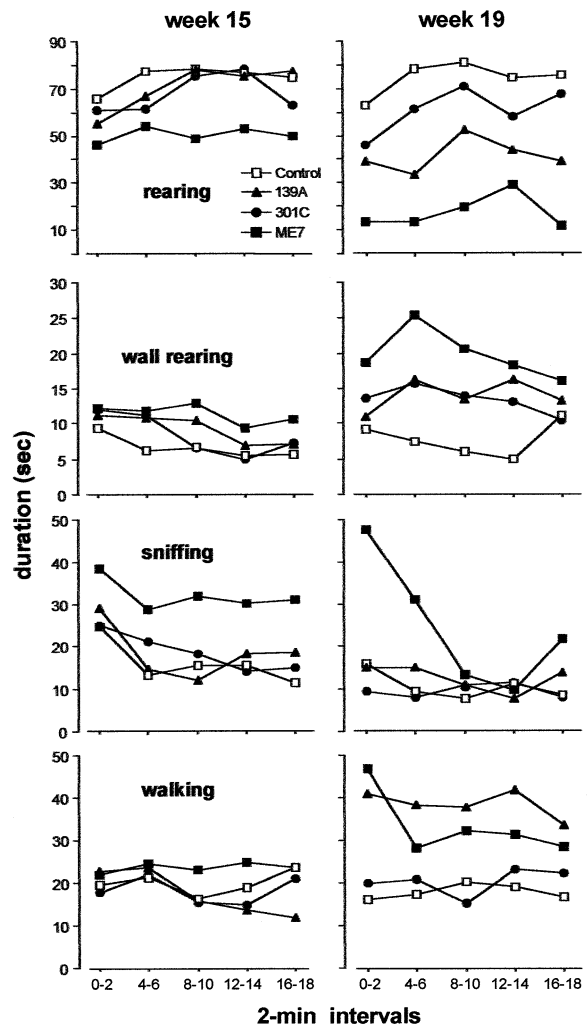 week 15
week 19
90
70
50
30
10
rearing
Control
139A
301C
ME7
30
25
20
15
10
5
0
wall rearing
duration (sec)
50
40
30
20
10
0
sniffing
50
40
30
20
10
0
walking
0-2
4-6
8-10
12-14
16-18
0-2
4-6
8-10
12-14
16-18
2-min intervals